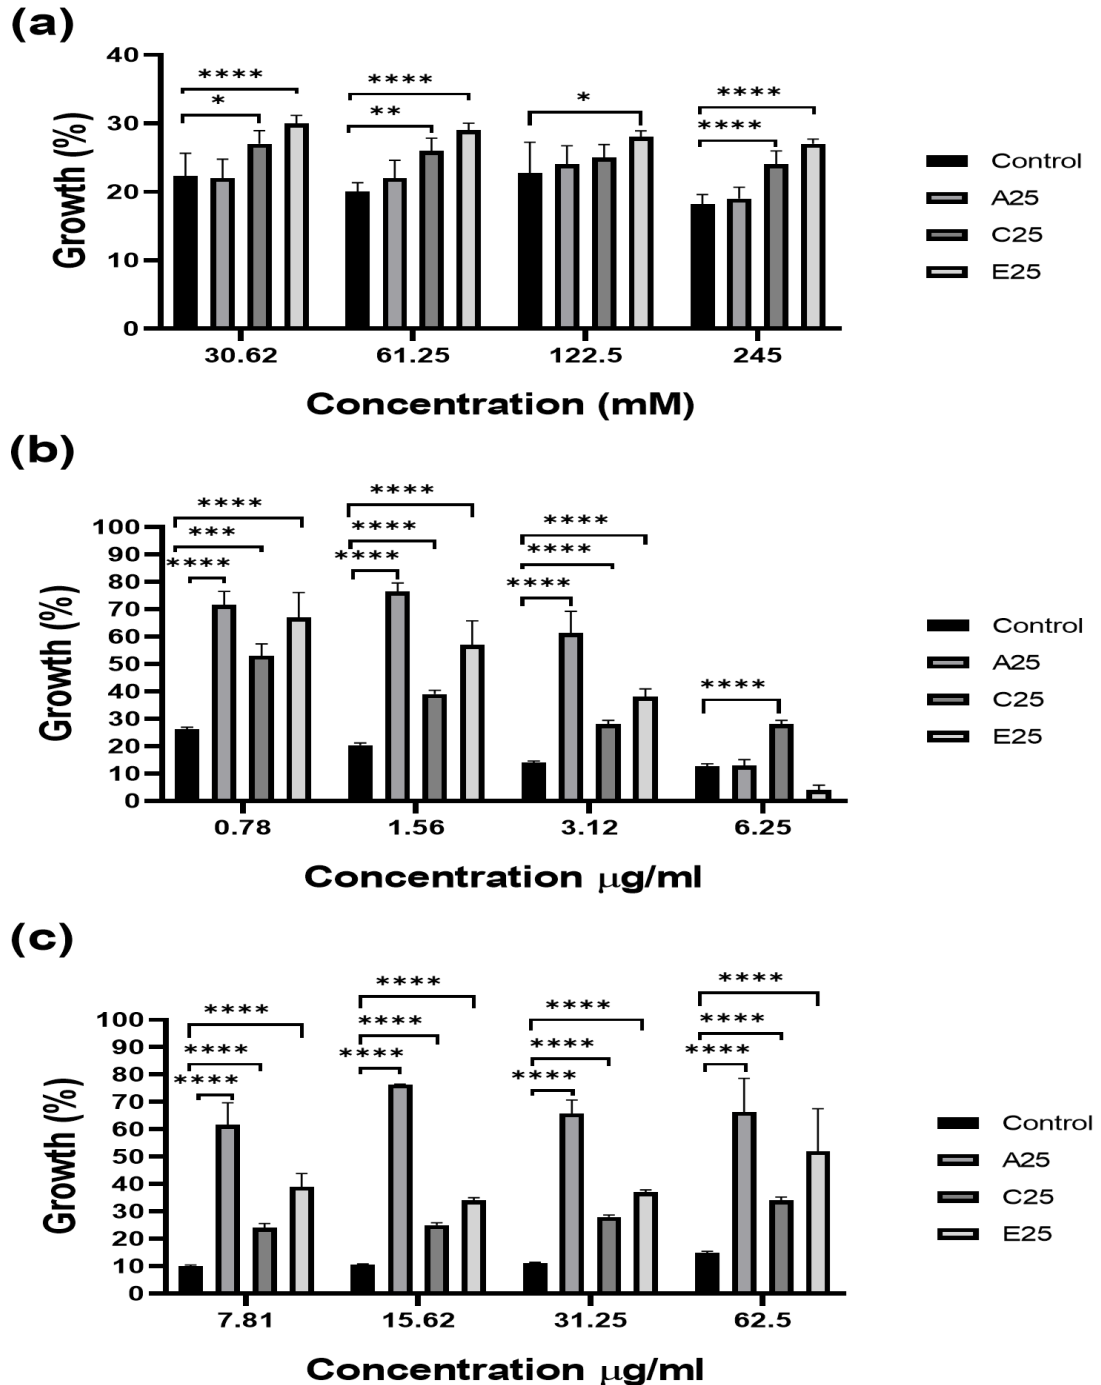 (a)
40
30
20
10
0
Growth (%)
**** * **** ** * **** ****
30.62 61.25 122.5 245
Concentration (mM)
Control
A25
C25
E25
(b)
100
90
80
70
60
50
40
30
20
10
0
Growth (%)
**** *** **** **** **** **** **** **** **** ****
0.78 1.56 3.12 6.25
Concentration μg/ml
Control
A25
C25
E25
(c)
100
90
80
70
60
50
40
30
20
10
0
Growth (%)
**** **** **** **** **** **** **** **** **** **** **** ****
7.81 15.62 31.25 62.5
Concentration μg/ml
Control
A25
C25
E25